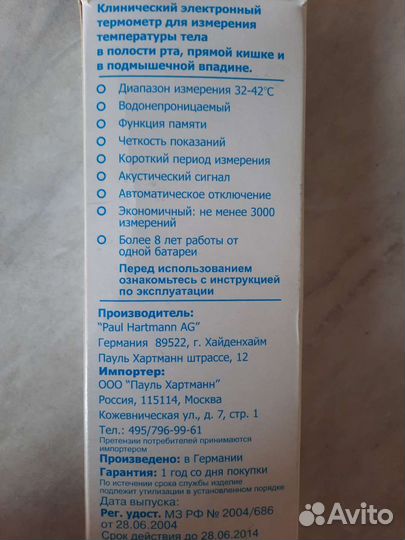 Клинический электронный
термометр для измерения
температуры тела
в полости рта, прямой кишке и
в подмышечной впадине.
Диапазон измерения 32-42°С
Водонепроницаемый
Функция памяти
Четкость показаний
Короткий период измерения
Акустический сигнал
Автоматическое отключение
Экономичный: не менее 3000
измерений
Более 8 лет работы от
одной батареи
Перед использованием
ознакомьтесь с инструкцией
по эксплуатации
Производитель:
"Paul Hartmann AG"
Германия 89522, г. Хайденхайм
Пауль Хартманн штрассе, 12
Импортер:
ООО "Пауль Хартманн"
Россия, 115114, Москва
Кожевническая ул., д. 7, стр. 1
Тел.: 495/796-99-61
Претензии потребителей принимаются
импортером
Произведено: в Германии
Гарантия: 1 год со дня покупки
По истечении срока службы изделие
подлежит утилизации в установленном порядке
Дата выпуска:
Рег. удост. МЗ РФ № 2004/686
от 28.06.2004
Срок действия до 28.06.2014
Avito